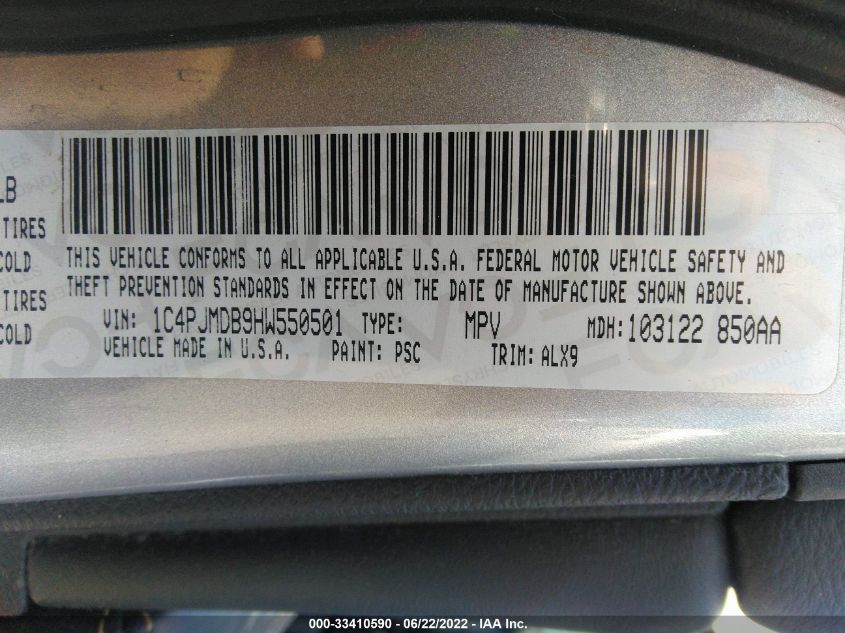 LB
TIRES
COLD
TIRES
COLD
THIS VEHICLE CONFORMS TO ALL APPLICABLE U.S.A. FEDERAL MOTOR VEHICLE SAFETY AND
THEFT PREVENTION STANDARDS IN EFFECT ON THE DATE OF MANUFACTURE SHOWN ABOVE.
VIN: 1C4PJMDB9HW550501 TYPE: MPV MDH: 103122 850AA
VEHICLE MADE IN U.S.A. PAINT: PSC TRIM: ALX9
000-33410590 - 06/22/2022 - IAA Inc.